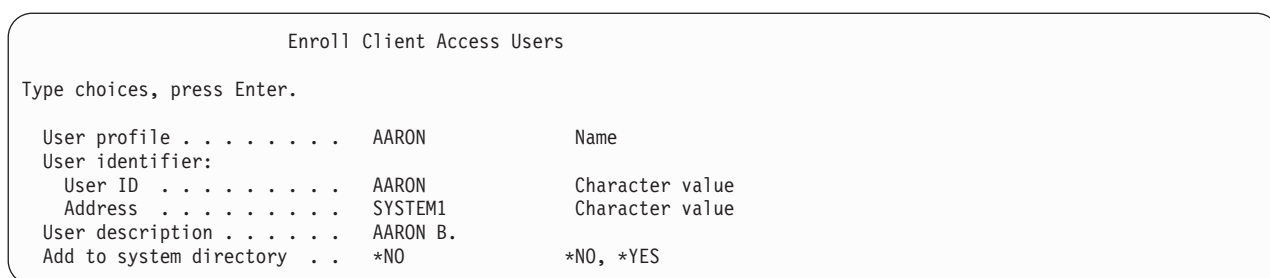 Enroll Client Access Users
Type choices, press Enter.
User profile . . . . . . . . AARON Name
User identifier:
User ID . . . . . . . . . AARON Character value
Address . . . . . . . . . SYSTEM1 Character value
User description . . . . . . AARON B.
Add to system directory . . *NO *NO, *YES